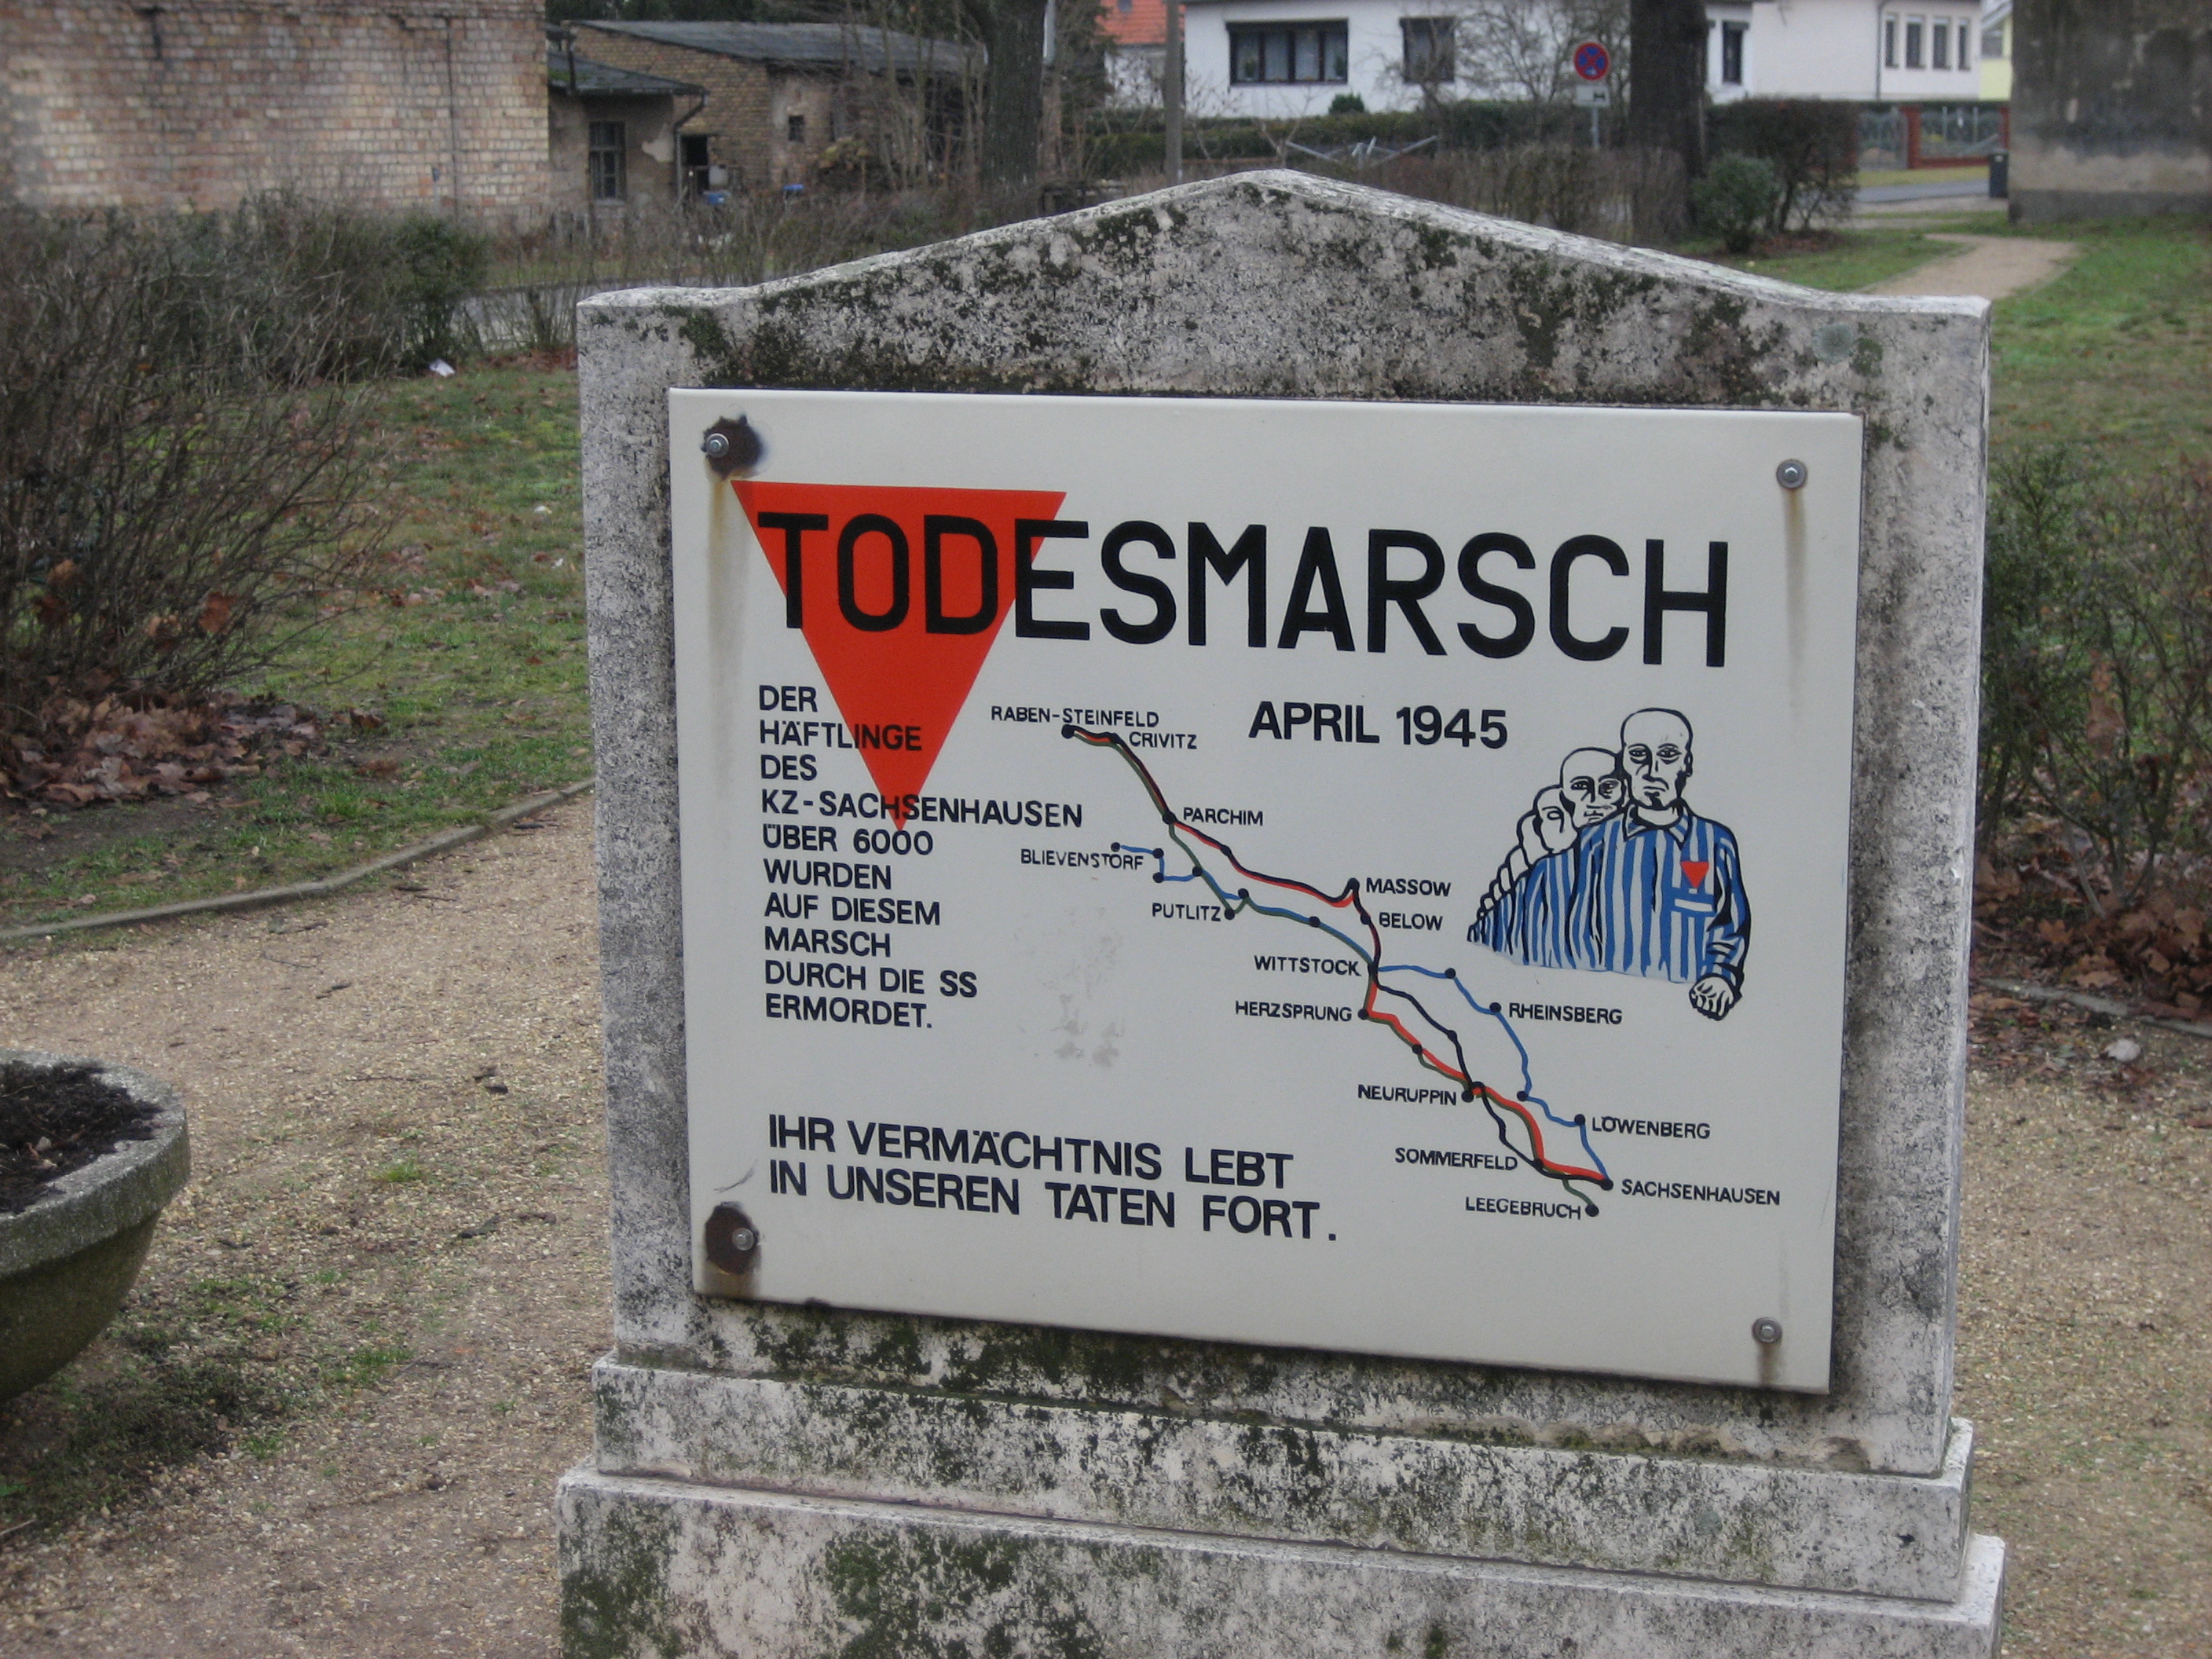 TODESMARSCH
APRIL 1945
DER
HÄFTLINGE
DES
KZ-SACHSENHAUSEN
ÜBER 6000
WURDEN
AUF DIESEM
MARSCH
DURCH DIE SS
ERMORDET.
RABEN-STEINFELD
CRIVITZ
PARCHIM
BLIEVENSTORF
MASSOW
PUTLITZ
BELOW
WITTSTOCK
HERZSPRUNG
RHEINSBERG
NEURUPPIN
LÖWENBERG
SOMMERFELD
SACHSENHAUSEN
LEEGEBRUCH
IHR VERMÄCHTNIS LEBT
IN UNSEREN TATEN FORT.